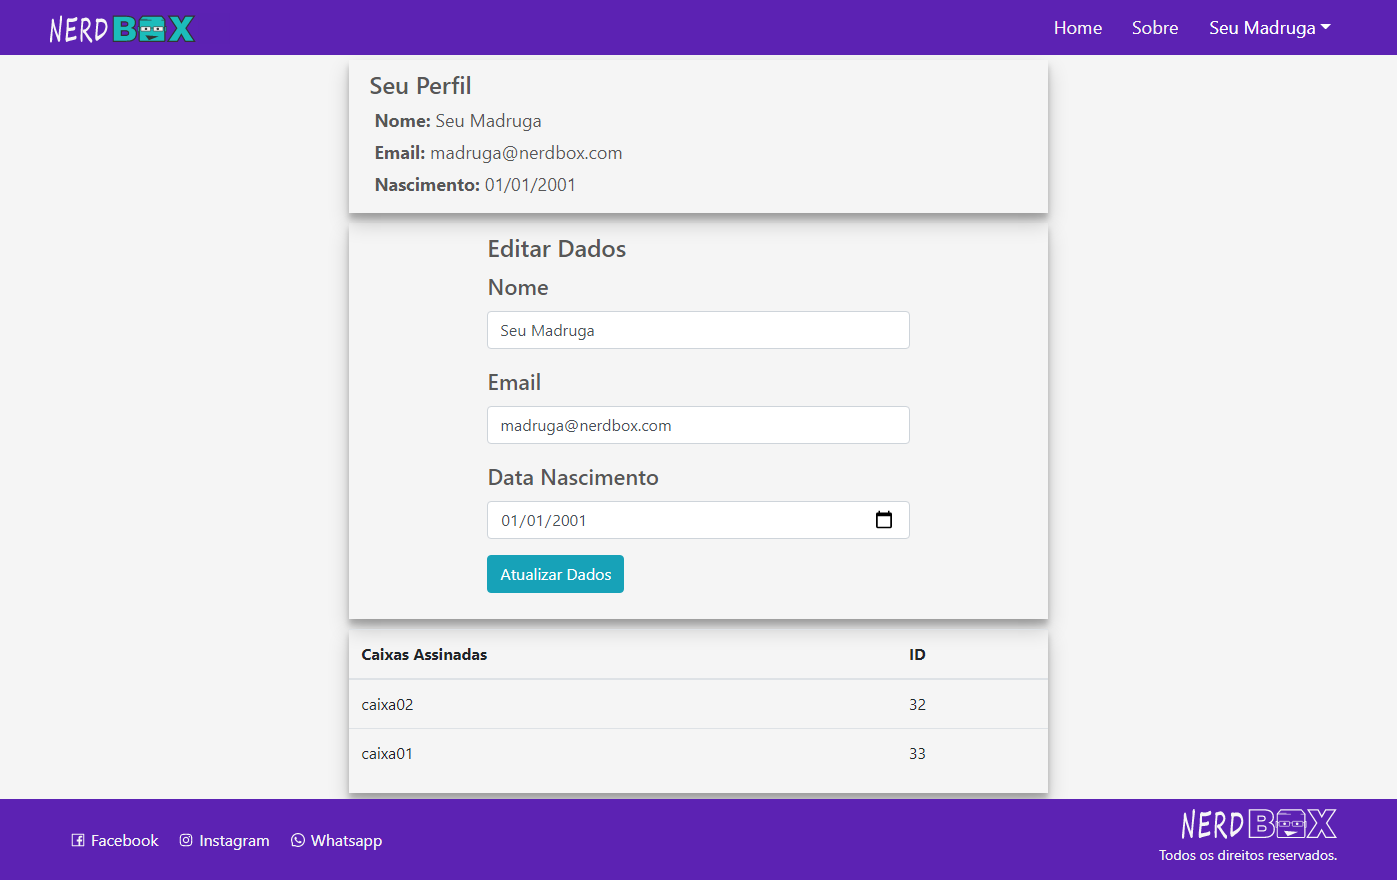 NERDBOX Home Sobre Seu Madruga
Seu Perfil
Nome: Seu Madruga
Email: madruga@nerdbox.com
Nascimento: 01/01/2001
Editar Dados
Nome
Seu Madruga
Email
madruga@nerdbox.com
Data Nascimento
01/01/2001
Atualizar Dados
Caixas Assinadas ID
caixa02 32
caixa01 33
Facebook Instagram Whatsapp
NERDBOX
Todos os direitos reservados.